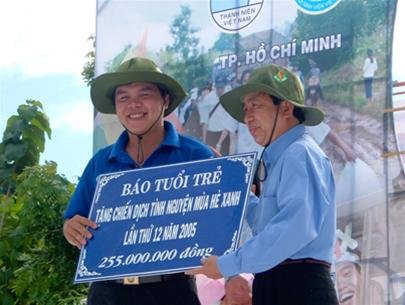 THANH NIÊN
VIỆT NAM
TP. HỒ CHÍ MINH
BÁO TUỔI TRẺ
TẶNG CHIẾN DỊCH TÌNH NGUYỆN MÙA HÈ XANH
LẦN THỨ 12 NĂM 2005
255.000.000 đồng